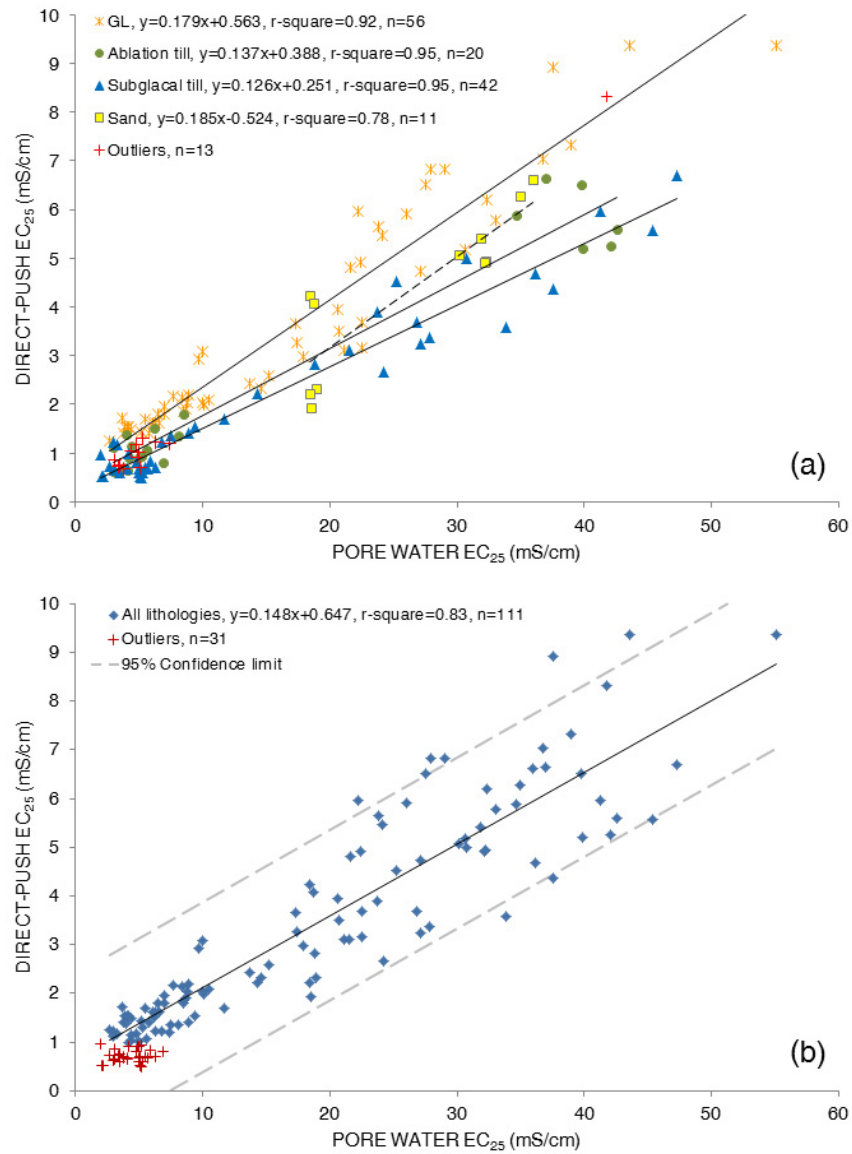 10
9
8
7
6
5
4
3
2
1
0
DIRECT-PUSH EC25 (mS/cm)
GL, y=0.179x+0.563, r-square=0.92, n=56
Ablation till, y=0.137x+0.388, r-square=0.95, n=20
Subglacal till, y=0.126x+0.251, r-square=0.95, n=42
Sand, y=0.185x-0.524, r-square=0.78, n=11
Outliers, n=13
(a)
0 10 20 30 40 50 60
PORE WATER EC25 (mS/cm)
10
9
8
7
6
5
4
3
2
1
0
DIRECT-PUSH EC25 (mS/cm)
All lithologies, y=0.148x+0.647, r-square=0.83, n=111
Outliers, n=31
95% Confidence limit
(b)
0 10 20 30 40 50 60
PORE WATER EC25 (mS/cm)